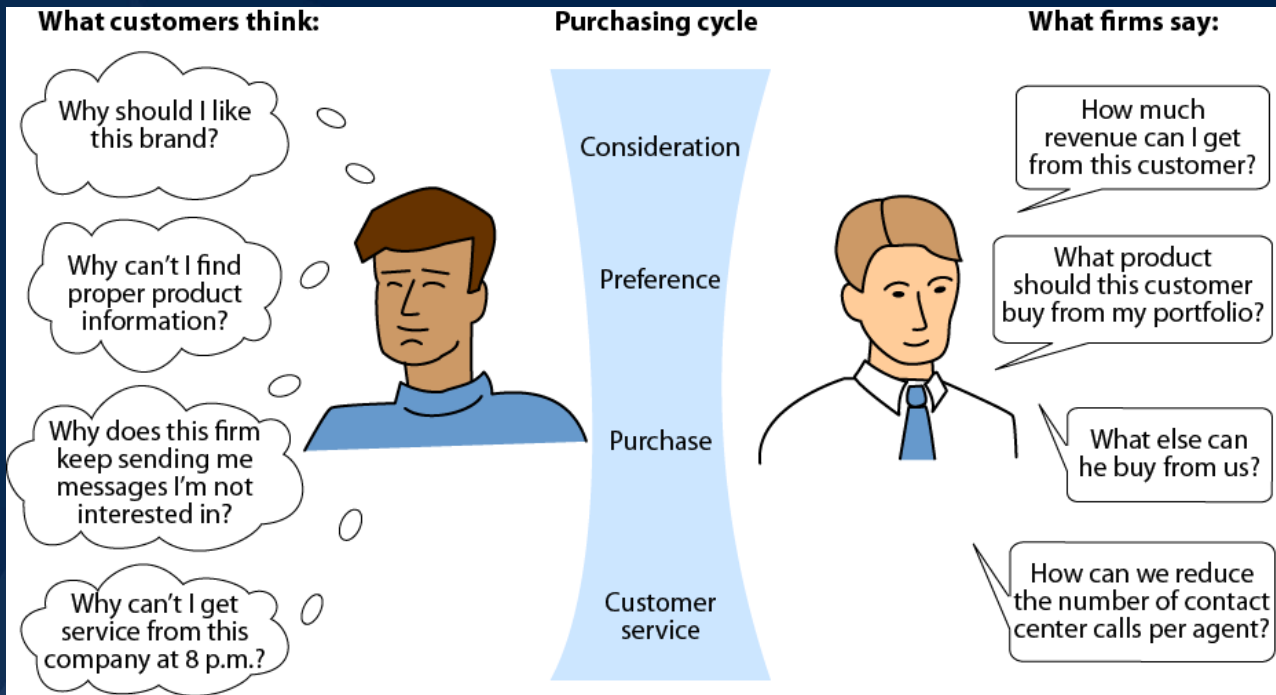 What customers think:
Purchasing cycle
What firms say:
Why should I like
this brand?
Consideration
How much
revenue can I get
from this customer?
Why can't I find
proper product
information?
Preference
What product
should this customer
buy from my portfolio?
Why does this firm
keep sending me
messages I'm not
interested in?
Purchase
What else can
he buy from us?
Why can't I get
service from this
company at 8 p.m.?
Customer
service
How can we reduce
the number of contact
center calls per agent?